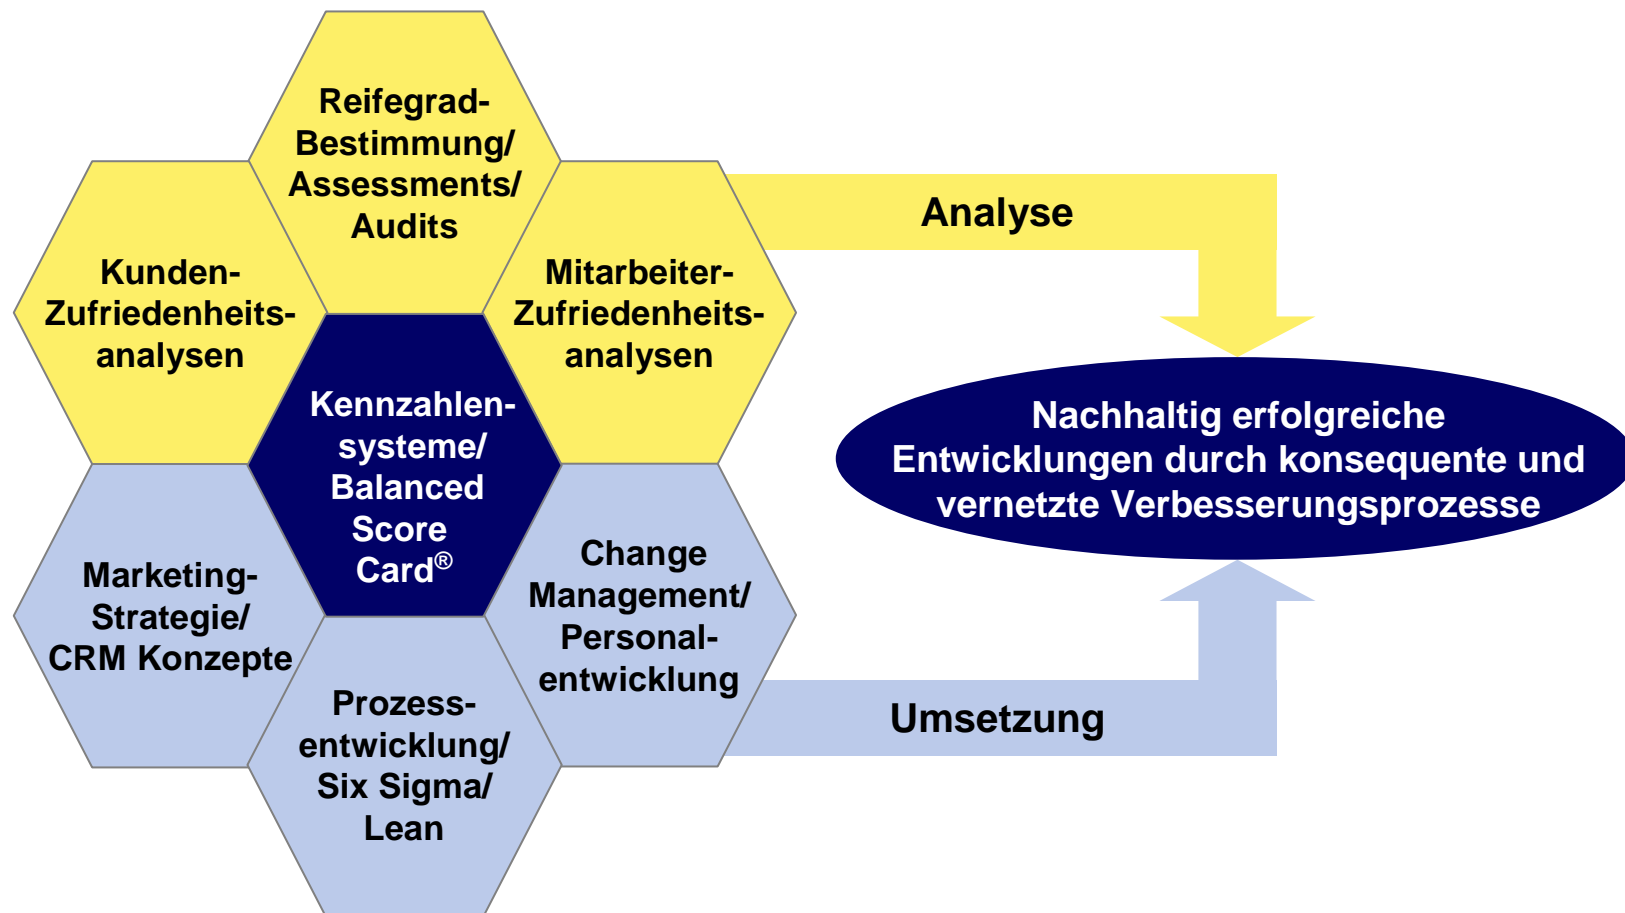 Reifegrad-
Bestimmung/
Assessments/
Audits
Kunden-
Zufriedenheits-
analysen
Mitarbeiter-
Zufriedenheits-
analysen
Kennzahlen-
systeme/
Balanced
Score
Card®
Marketing-
Strategie/
CRM Konzepte
Change
Management/
Personal-
entwicklung
Prozess-
entwicklung/
Six Sigma/
Lean
Analyse
Nachhaltig erfolgreiche
Entwicklungen durch konsequente und
vernetzte Verbesserungsprozesse
Umsetzung